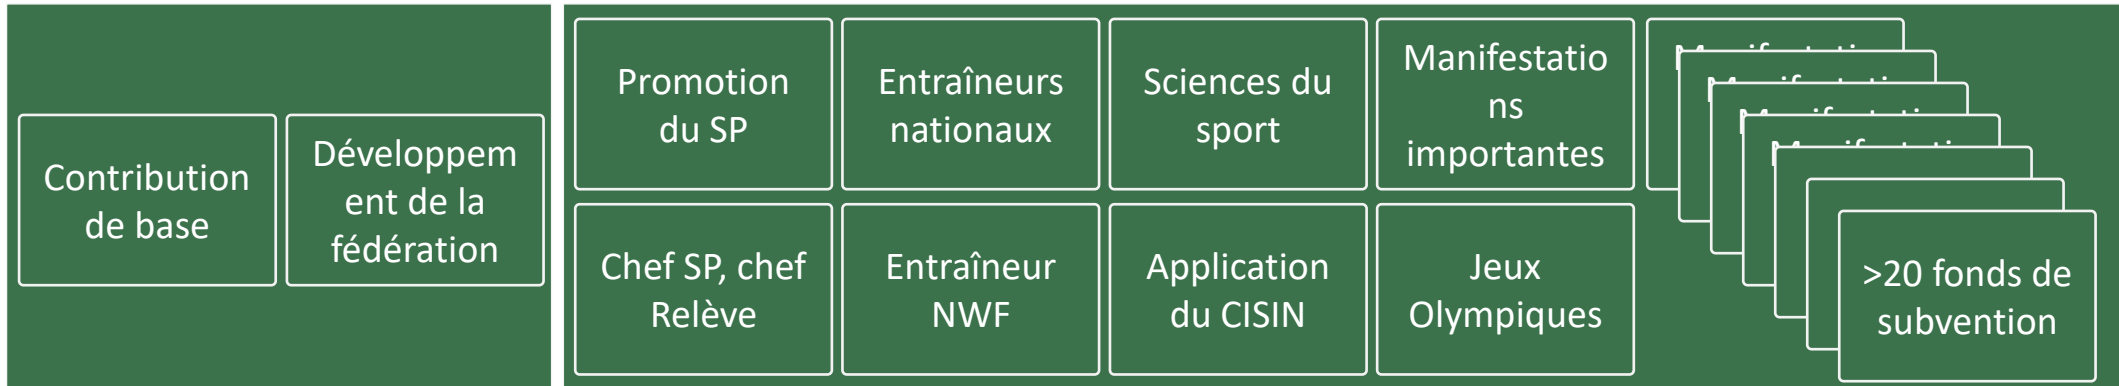 Contribution
de base
Développem
ent de la
fédération
Promotion
du SP
Entraîneurs
nationaux
Sciences du
sport
Manifestatio
ns
importantes
Chef SP, chef
Relève
Entraîneur
NWF
Application
du CISIN
Jeux
Olympiques
>20 fonds de
subvention